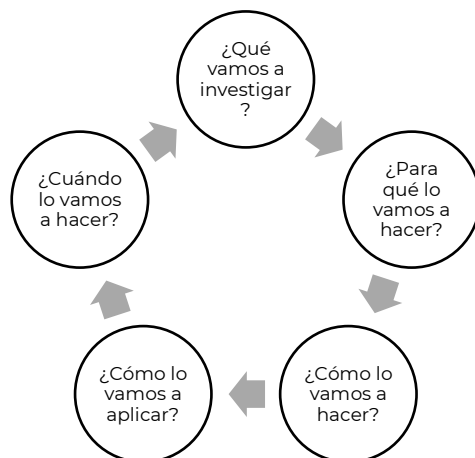 ¿Qué
vamos a
investigar
?
¿Para
qué lo
vamos a
hacer?
¿Cómo lo
vamos a
hacer?
¿Cómo lo
vamos a
aplicar?
¿Cuándo
lo vamos
a hacer?